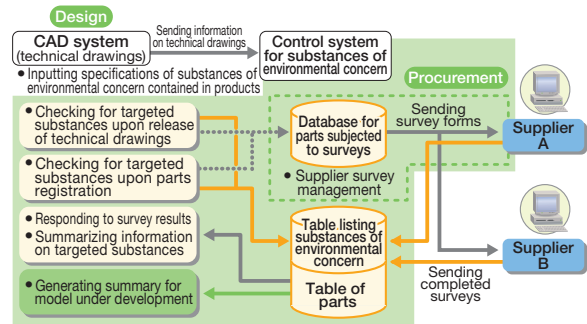 Design
CAD system
(technical drawings)
Sending information
on technical drawings
Control system
for substances of
environmental concern
• Inputting specifications of substances of
environmental concern contained in products
Procurement
• Checking for targeted
substances upon release
of technical drawings
• Checking for targeted
substances upon parts
registration
Database for
parts subjected
to surveys
• Supplier survey
management
Sending
survey forms
Supplier
A
• Responding to survey results
• Summarizing information
on targeted substances
• Generating summary for
model under development
Table listing
substances of
environmental
concern
Table of
parts
Supplier
B
Sending
completed
surveys